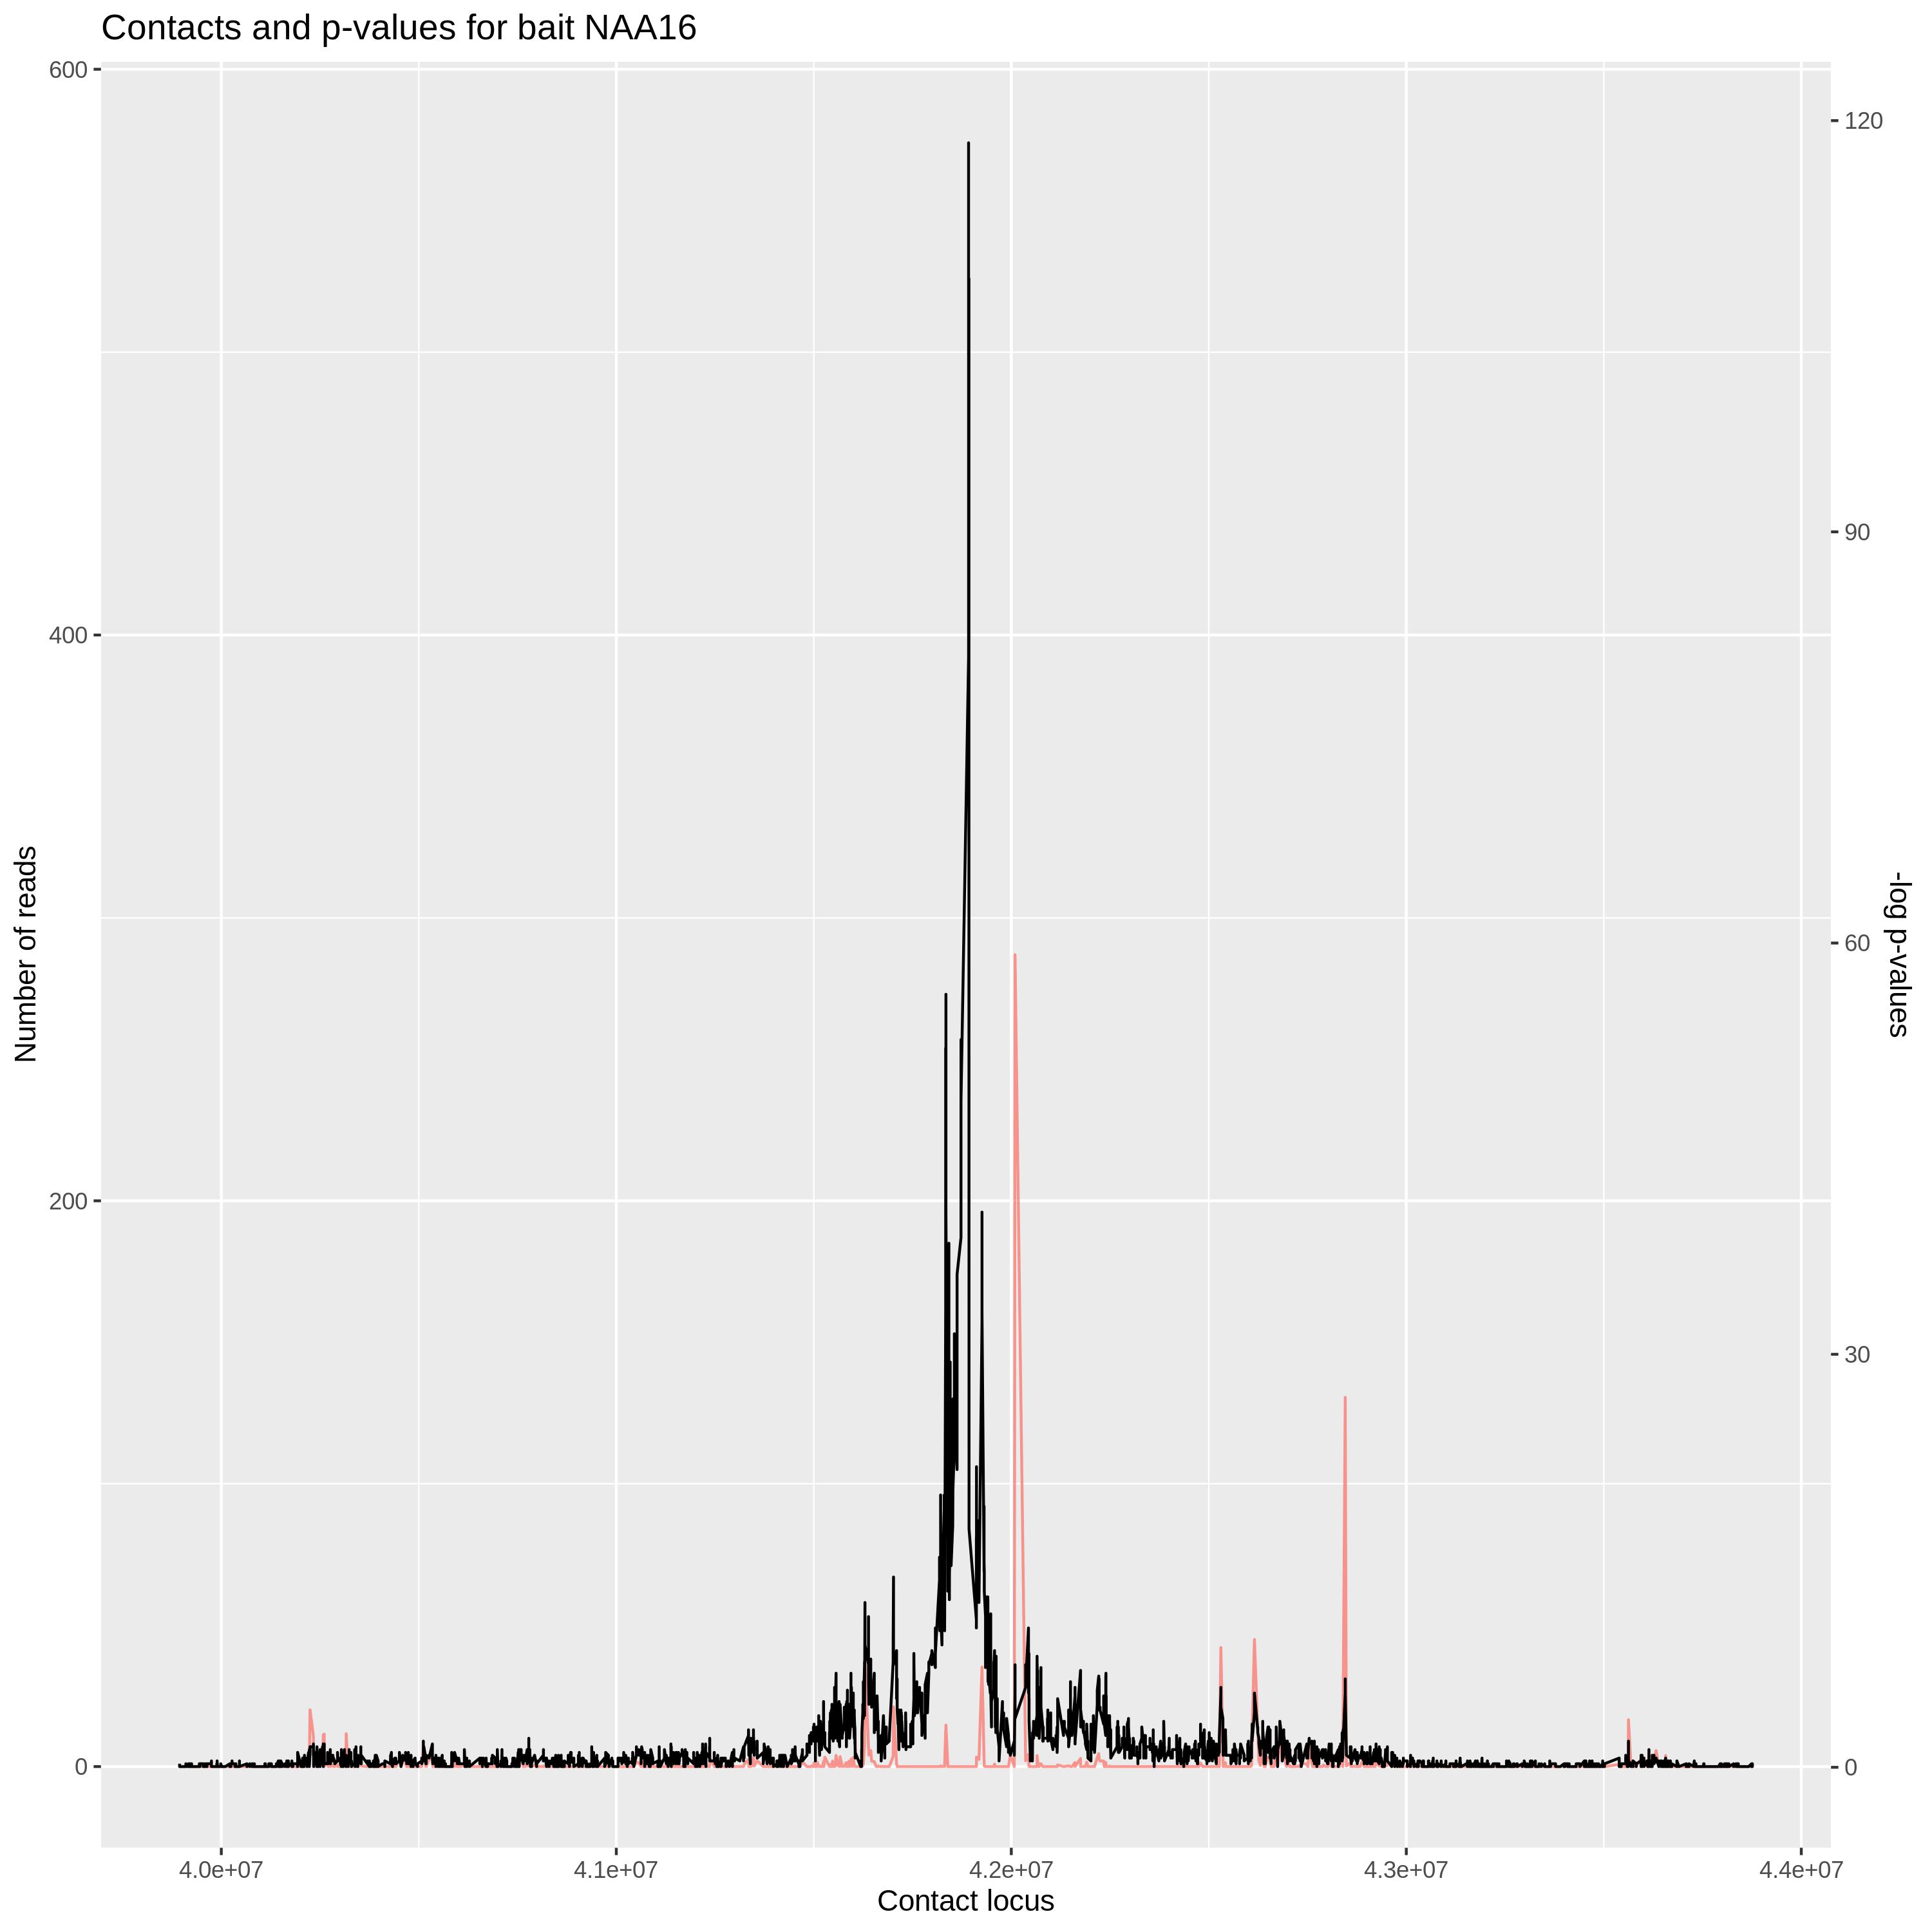 Contacts and p-values for bait NAA16
600
400
200
0
Number of reads
120
90
60
30
0
-log p-values
4.0e+07
4.1e+07
4.2e+07
4.3e+07
4.4e+07
Contact locus